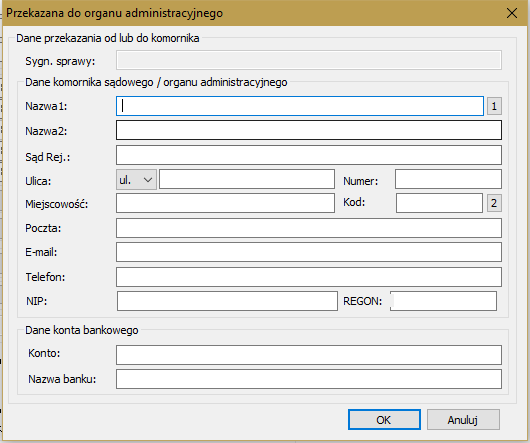 Przekazana do organu administracyjnego
Dane przekazania od lub do komornika
Sygn. sprawy:
Dane komornika sądowego / organu administracyjnego
Nazwa1: 1
Nazwa2:
Sąd Rej.:
Ulica: ul. Numer:
Miejscowość: Kod: 2
Poczta:
E-mail:
Telefon:
NIP: REGON:
Dane konta bankowego
Konto:
Nazwa banku:
OK Anuluj